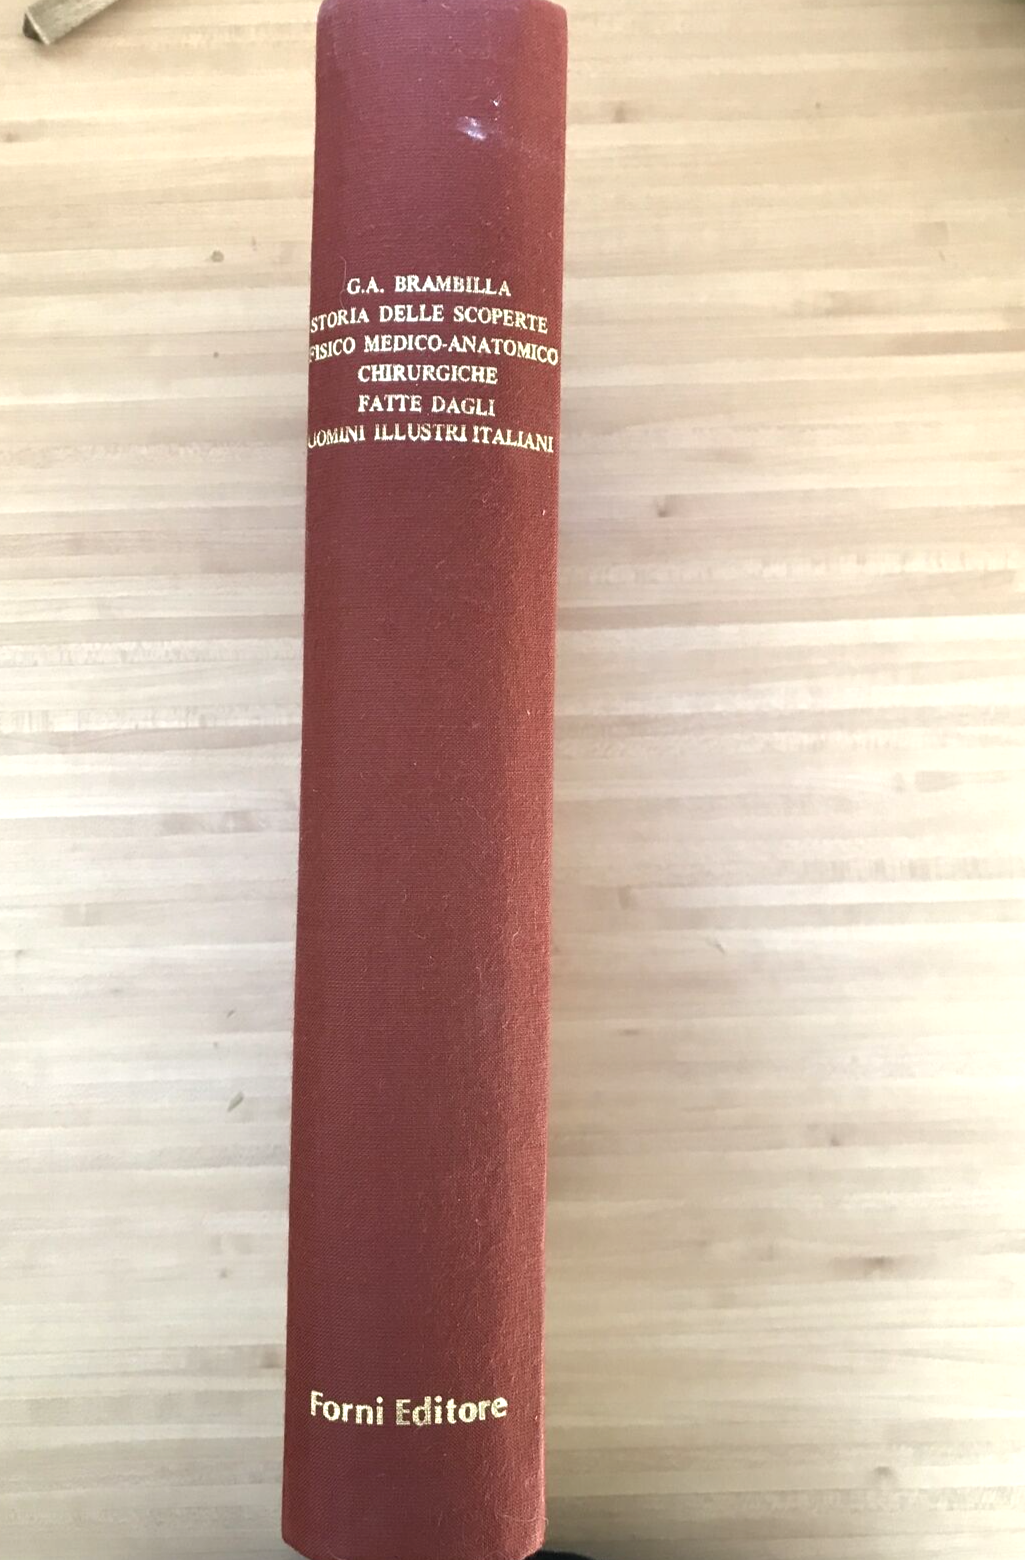 G.A. BRAMBILLA
STORIA DELLE SCOPERTE
FISICO MEDICO-ANATOMICO
CHIRURGICHE
FATTE DAGLI
UOMINI ILLUSTRI ITALIANI
Forni Editore